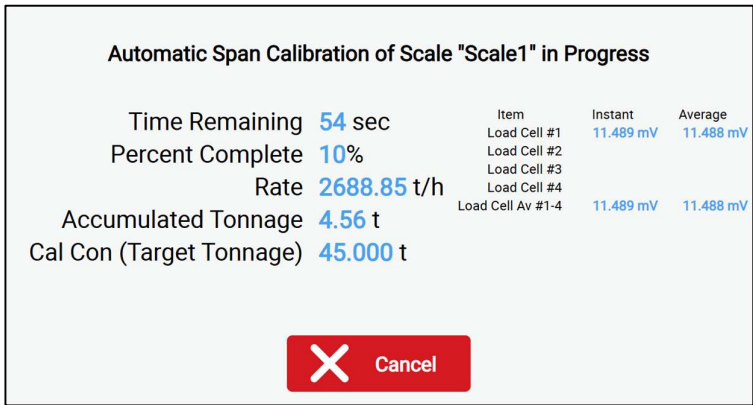 Automatic Span Calibration of Scale "Scale1" in Progress
Time Remaining 54 sec
Percent Complete 10%
Rate 2688.85 t/h
Accumulated Tonnage 4.56 t
Cal Con (Target Tonnage) 45.000 t
Item Instant Average
Load Cell #1 11.489 mV 11.488 mV
Load Cell #2
Load Cell #3
Load Cell #4
Load Cell Av #1-4 11.489 mV 11.488 mV
Cancel